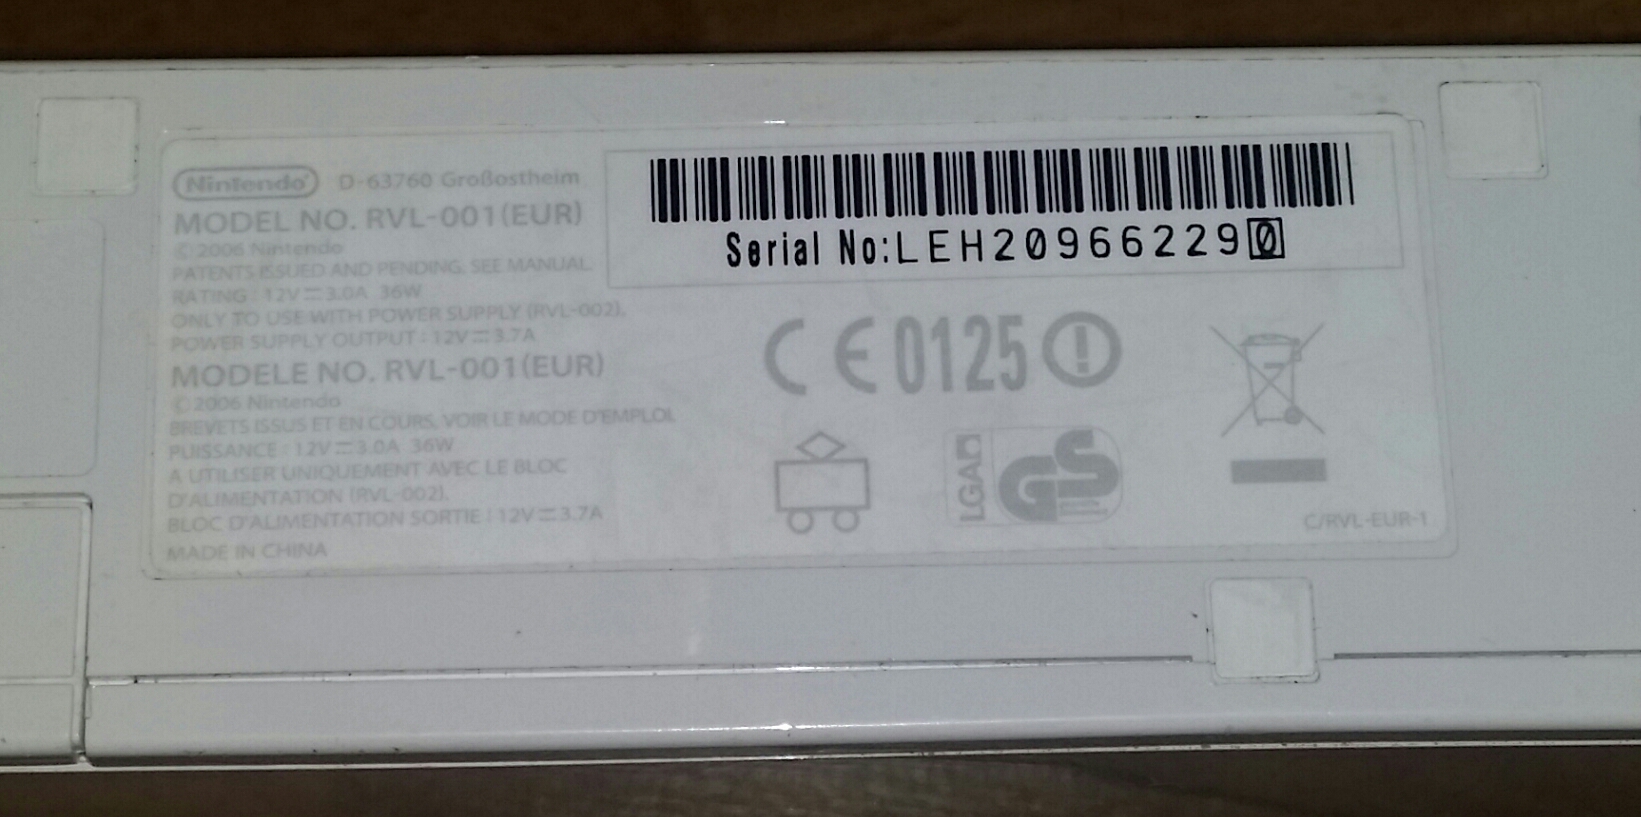 Nintendo D-63760 Großostheim
MODEL NO. RVL-001(EUR)
©2006 Nintendo
PATENTS ISSUED AND PENDING. SEE MANUAL
RATING : 12V⎓3.0A 36W
ONLY TO USE WITH POWER SUPPLY (RVL-002).
POWER SUPPLY OUTPUT : 12V⎓3.7A
MODELE NO. RVL-001(EUR)
©2006 Nintendo
BREVETS ISSUS ET EN COURS, VOIR LE MODE D'EMPLOI.
PUISSANCE : 12V⎓3.0A 36W
A UTILISER UNIQUEMENT AVEC LE BLOC
D'ALIMENTATION (RVL-002).
BLOC D'ALIMENTATION SORTIE : 12V⎓3.7A
MADE IN CHINA
Serial No:LEH209662290
CE0125
LGA
GS
C/RVL-EUR-1